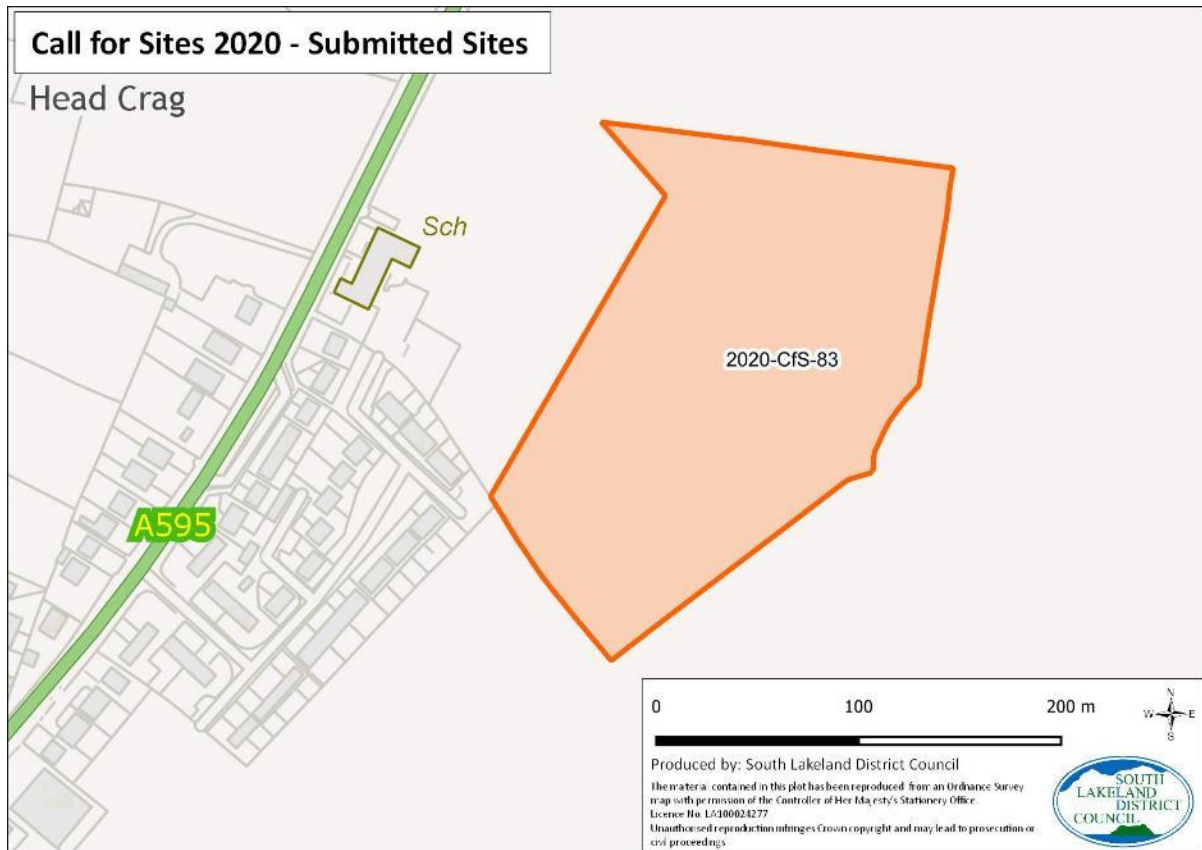 Call for Sites 2020 - Submitted Sites
Head Crag
Sch
2020-CfS-83
A595
0 100 200 m
N
W E
S
Produced by: South Lakeland District Council
The material contained in this plot has been reproduced from an Ordnance Survey
map with permission of the Controller of Her Majesty's Stationery Office.
Licence No. LA100024277
Unauthorised reproduction infringes Crown copyright and may lead to prosecution or
civil proceedings
SOUTH
LAKELAND
DISTRICT
COUNCIL